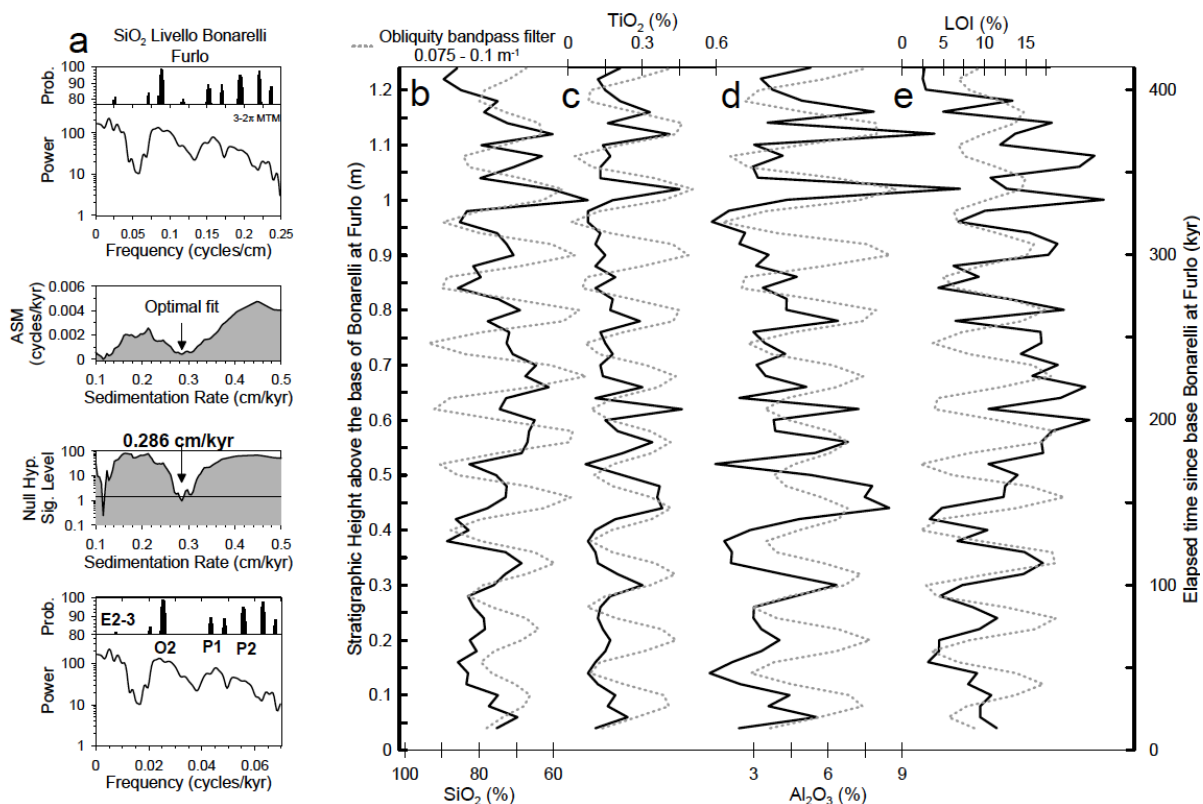 a
SiO2 Livello Bonarelli
Furlo
Prob.
100
90
80
3-2π MTM
Power
100
10
1
0 0.05 0.1 0.15 0.2 0.25
Frequency (cycles/cm)
ASM
(cycles/kyr)
0.006
0.004
0.002
0
Optimal fit
0.1 0.2 0.3 0.4 0.5
Sedimentation Rate (cm/kyr)
0.286 cm/kyr
Null Hyp.
Sig. Level
100
10
1
0.1
0.1 0.2 0.3 0.4 0.5
Sedimentation Rate (cm/kyr)
Prob.
100
90
80
E2-3
O2 P1 P2
Power
100
10
1
0 0.02 0.04 0.06
Frequency (cycles/kyr)
Obliquity bandpass filter
0.075 - 0.1 m-1
TiO2 (%)
0 0.3 0.6
LOI (%)
0 5 10 15
b c d e
Stratigraphic Height above the base of Bonarelli at Furlo (m)
1.2
1.1
1
0.9
0.8
0.7
0.6
0.5
0.4
0.3
0.2
0.1
0
Elapsed time since base Bonarelli at Furlo (kyr)
400
300
200
100
0
100 80 60
SiO2 (%)
3 6 9
Al2O3 (%)